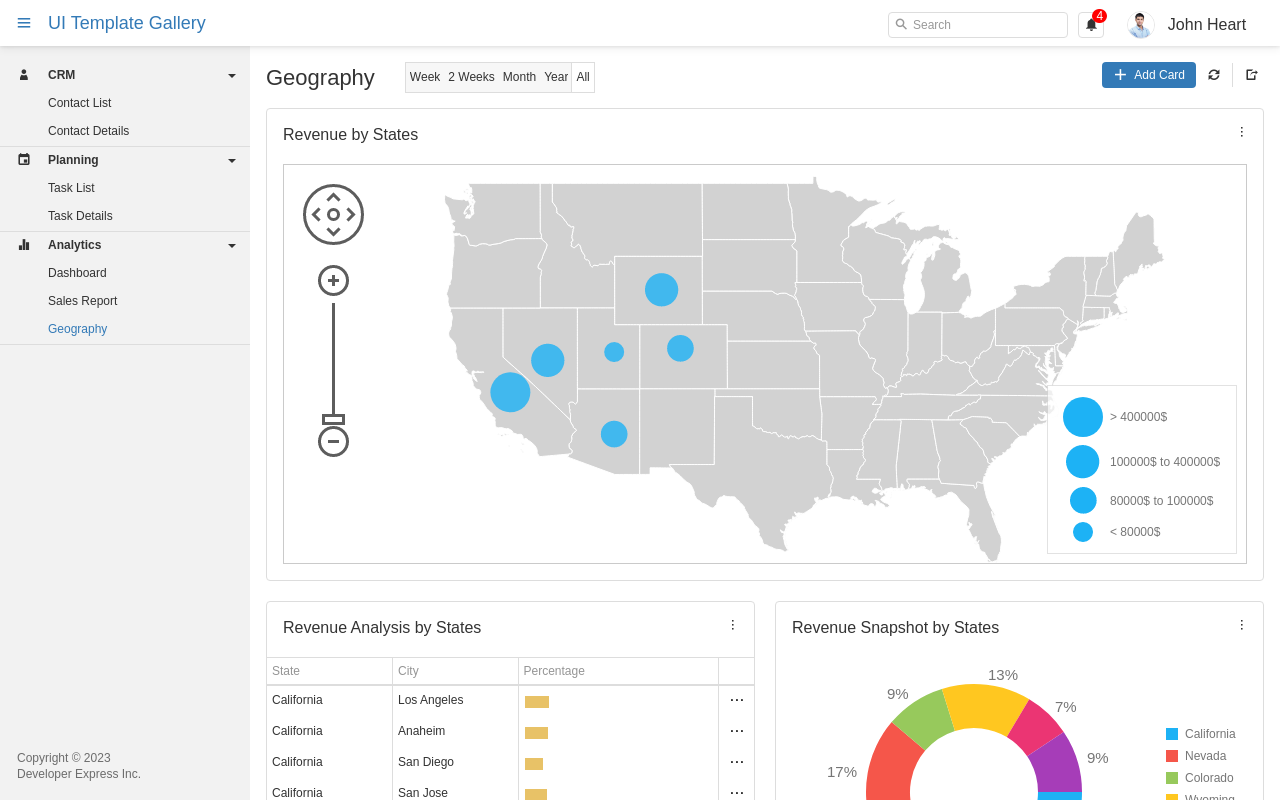 UI Template Gallery
Search
4
John Heart
CRM
Contact List
Contact Details
Planning
Task List
Task Details
Analytics
Dashboard
Sales Report
Geography
Copyright © 2023
Developer Express Inc.
Geography
Week 2 Weeks Month Year All
Add Card
Revenue by States
> 400000$
100000$ to 400000$
80000$ to 100000$
< 80000$
Revenue Analysis by States
State City Percentage
California Los Angeles
California Anaheim
California San Diego
California San Jose
Revenue Snapshot by States
13%
9%
7%
9%
17%
California
Nevada
Colorado
Wyoming